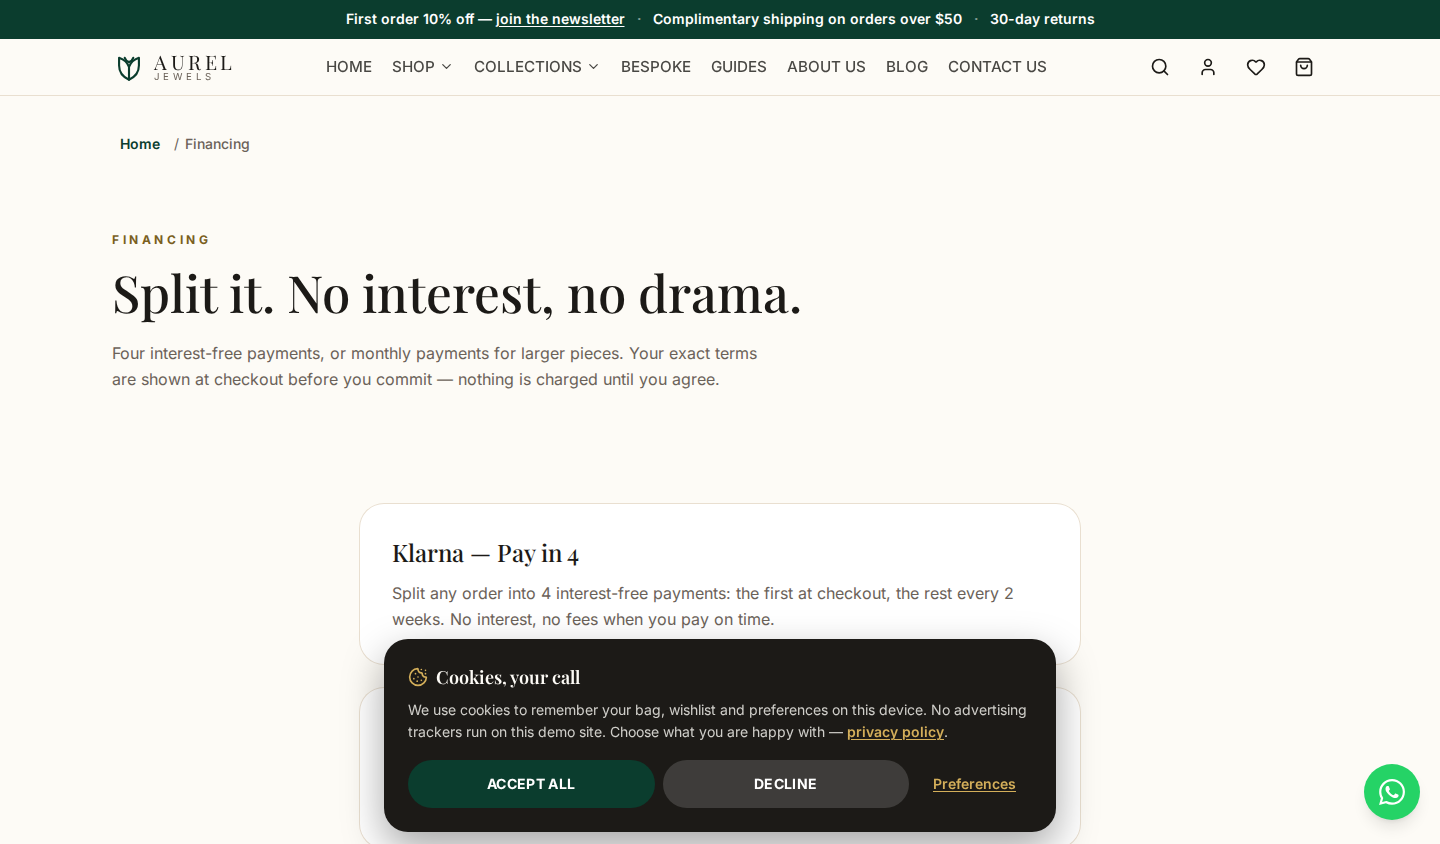 First order 10% off — join the newsletter · Complimentary shipping on orders over $50 · 30-day returns
AUREL
JEWELS
HOME SHOP COLLECTIONS BESPOKE GUIDES ABOUT US BLOG CONTACT US
Home / Financing
FINANCING
Split it. No interest, no drama.
Four interest-free payments, or monthly payments for larger pieces. Your exact terms
are shown at checkout before you commit — nothing is charged until you agree.
Klarna — Pay in 4
Split any order into 4 interest-free payments: the first at checkout, the rest every 2
weeks. No interest, no fees when you pay on time.
Cookies, your call
We use cookies to remember your bag, wishlist and preferences on this device. No advertising
trackers run on this demo site. Choose what you are happy with — privacy policy.
ACCEPT ALL DECLINE Preferences